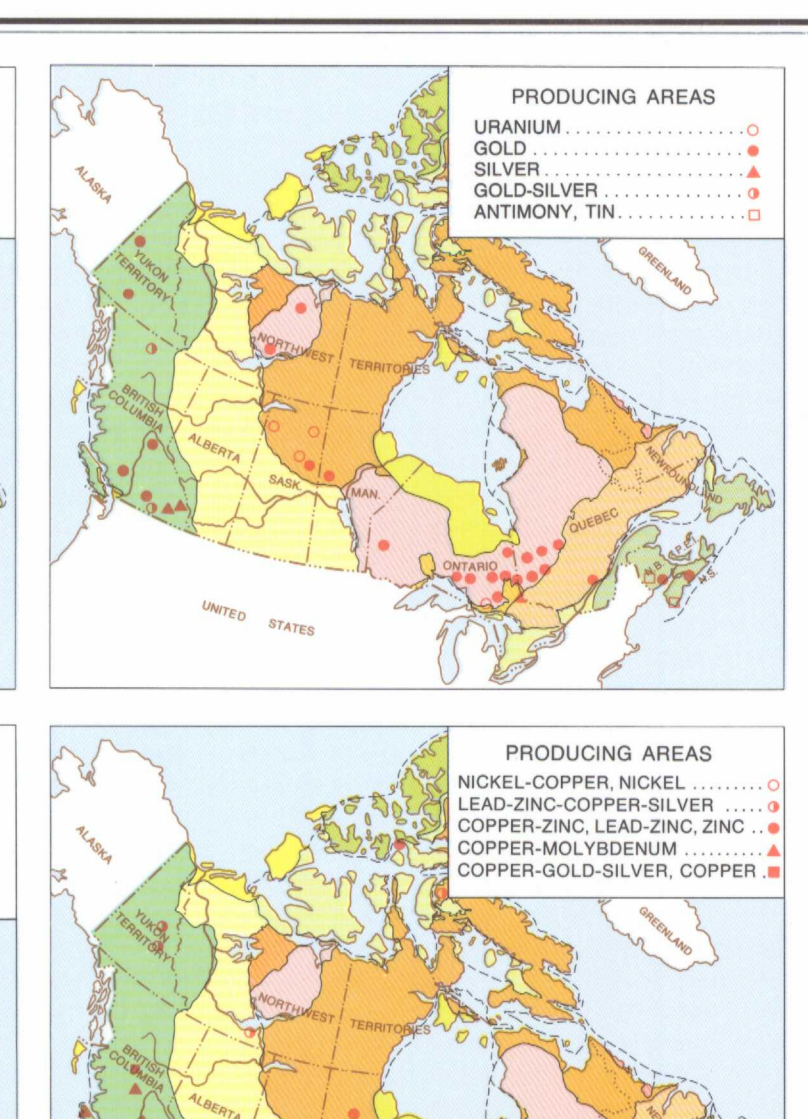 PRODUCING AREAS
URANIUM
GOLD
SILVER
GOLD-SILVER
ANTIMONY, TIN
ALASKA
GREENLAND
YUKON
TERRITORY
NORTHWEST TERRITORIES
BRITISH
COLUMBIA
ALBERTA
SASK.
MAN.
NEWFOUNDLAND
QUEBEC
ONTARIO
N.B.
P.E.I.
N.S.
UNITED STATES
PRODUCING AREAS
NICKEL-COPPER, NICKEL
LEAD-ZINC-COPPER-SILVER
COPPER-ZINC, LEAD-ZINC, ZINC
COPPER-MOLYBDENUM
COPPER-GOLD-SILVER, COPPER
ALASKA
GREENLAND
YUKON
TERRITORY
NORTHWEST TERRITORIES
BRITISH
COLUMBIA
ALBERTA